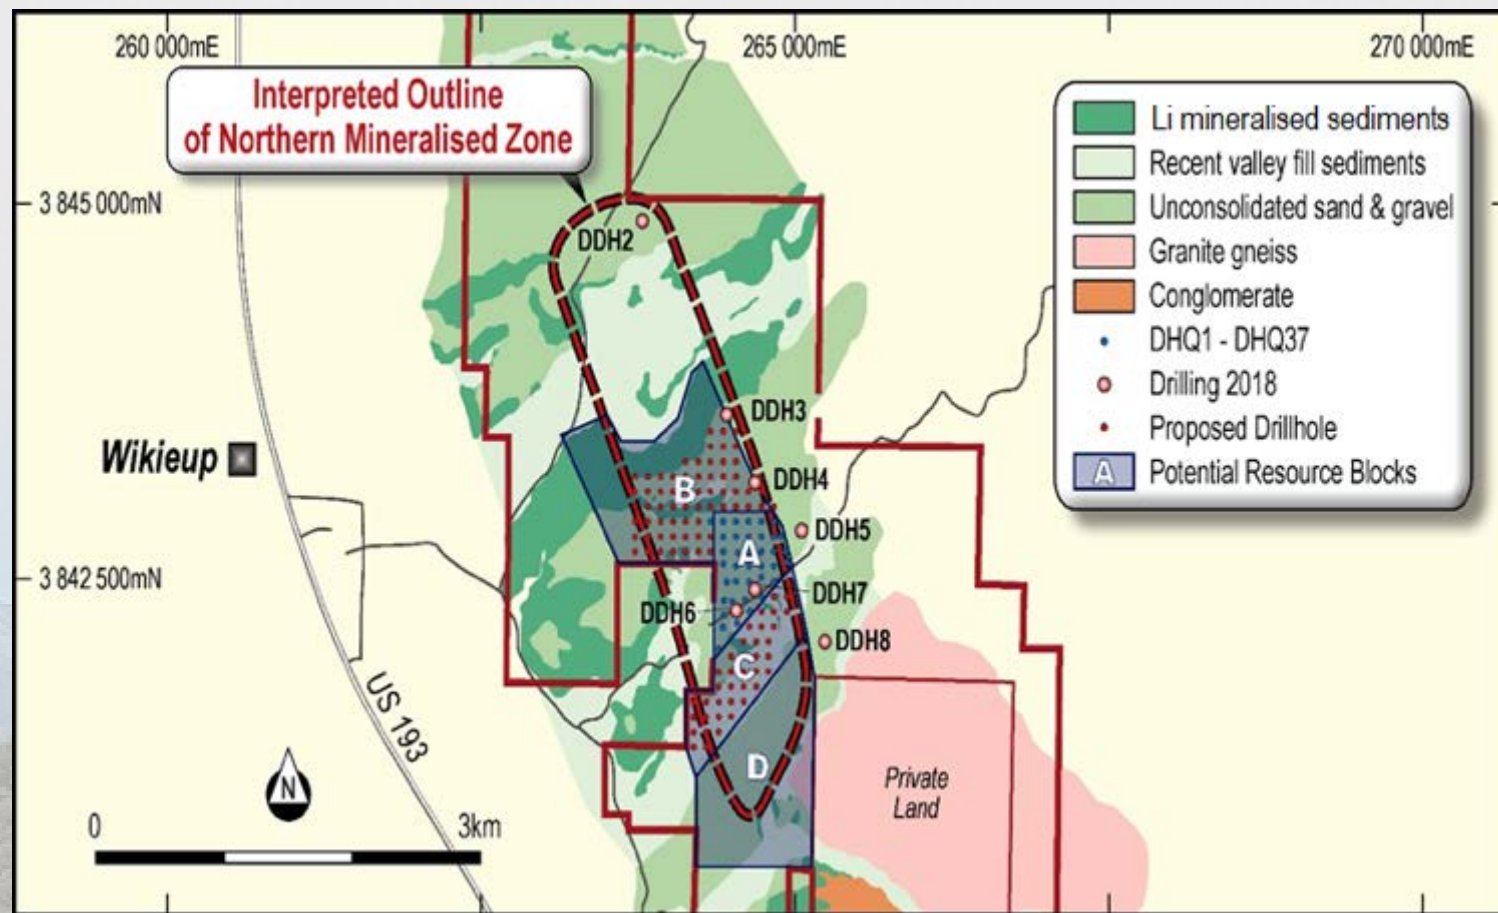 260 000mE
265 000mE
270 000mE
Interpreted Outline
of Northern Mineralised Zone
Li mineralised sediments
Recent valley fill sediments
Unconsolidated sand & gravel
Granite gneiss
Conglomerate
DHQ1 - DHQ37
Drilling 2018
Proposed Drillhole
A Potential Resource Blocks
3 845 000mN
DDH2
DDH3
Wikieup
DDH4
B
DDH5
A
3 842 500mN
DDH7
DDH6
DDH8
C
US 193
D
Private
Land
N
0 3km